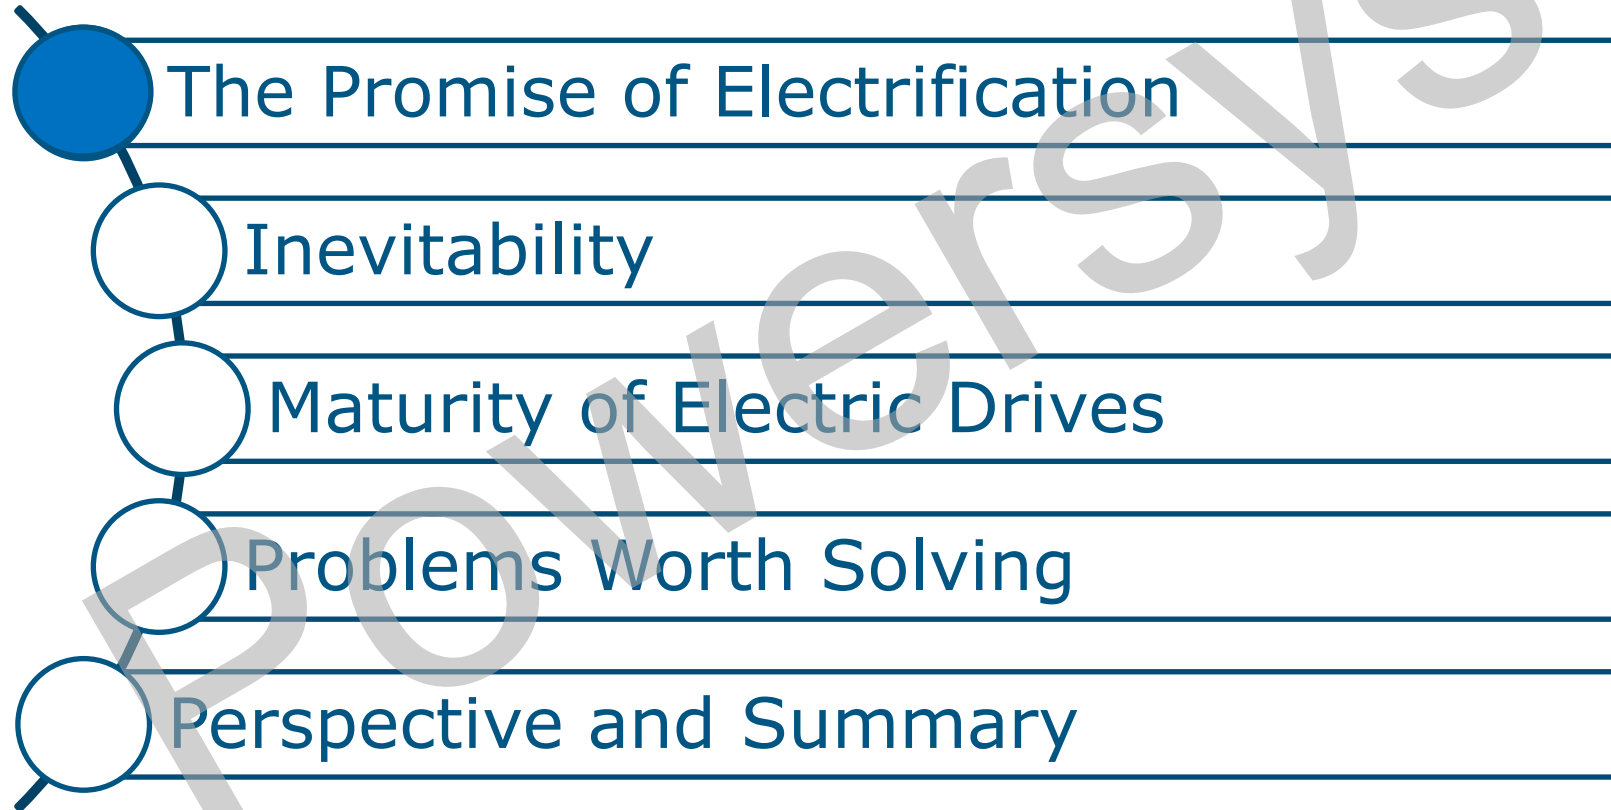 The Promise of Electrification
Inevitability
Maturity of Electric Drives
Problems Worth Solving
Perspective and Summary
Powersys